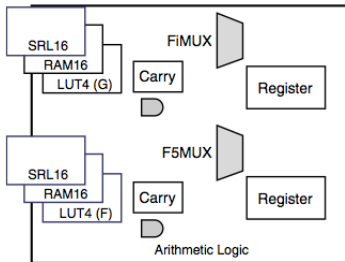 SRL16
RAM16
LUT4 (G)
Carry
FiMUX
Register
SRL16
RAM16
LUT4 (F)
Carry
F5MUX
Register
Arithmetic Logic